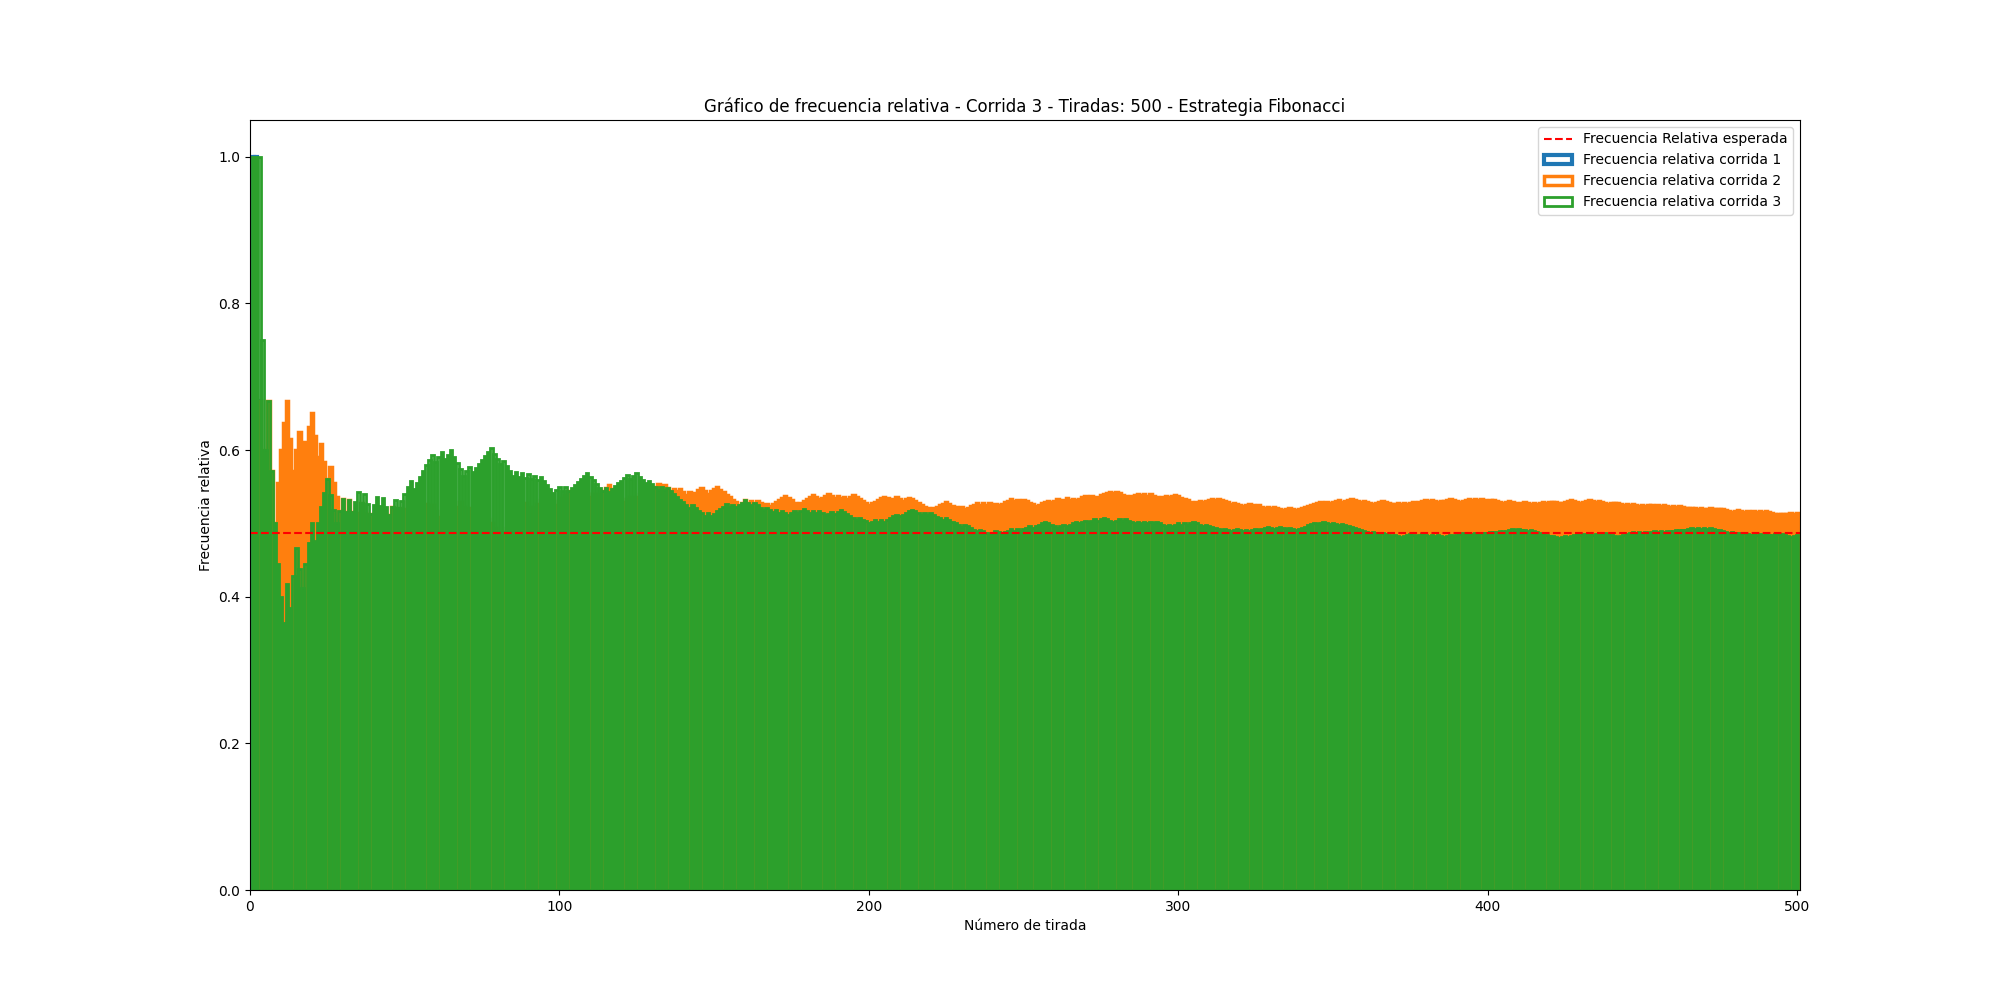 Gráfico de frecuencia relativa - Corrida 3 - Tiradas: 500 - Estrategia Fibonacci
Frecuencia Relativa esperada
Frecuencia relativa corrida 1
Frecuencia relativa corrida 2
Frecuencia relativa corrida 3
1.0
0.8
0.6
0.4
0.2
0.0
Frecuencia relativa
0
100
200
300
400
500
Número de tirada